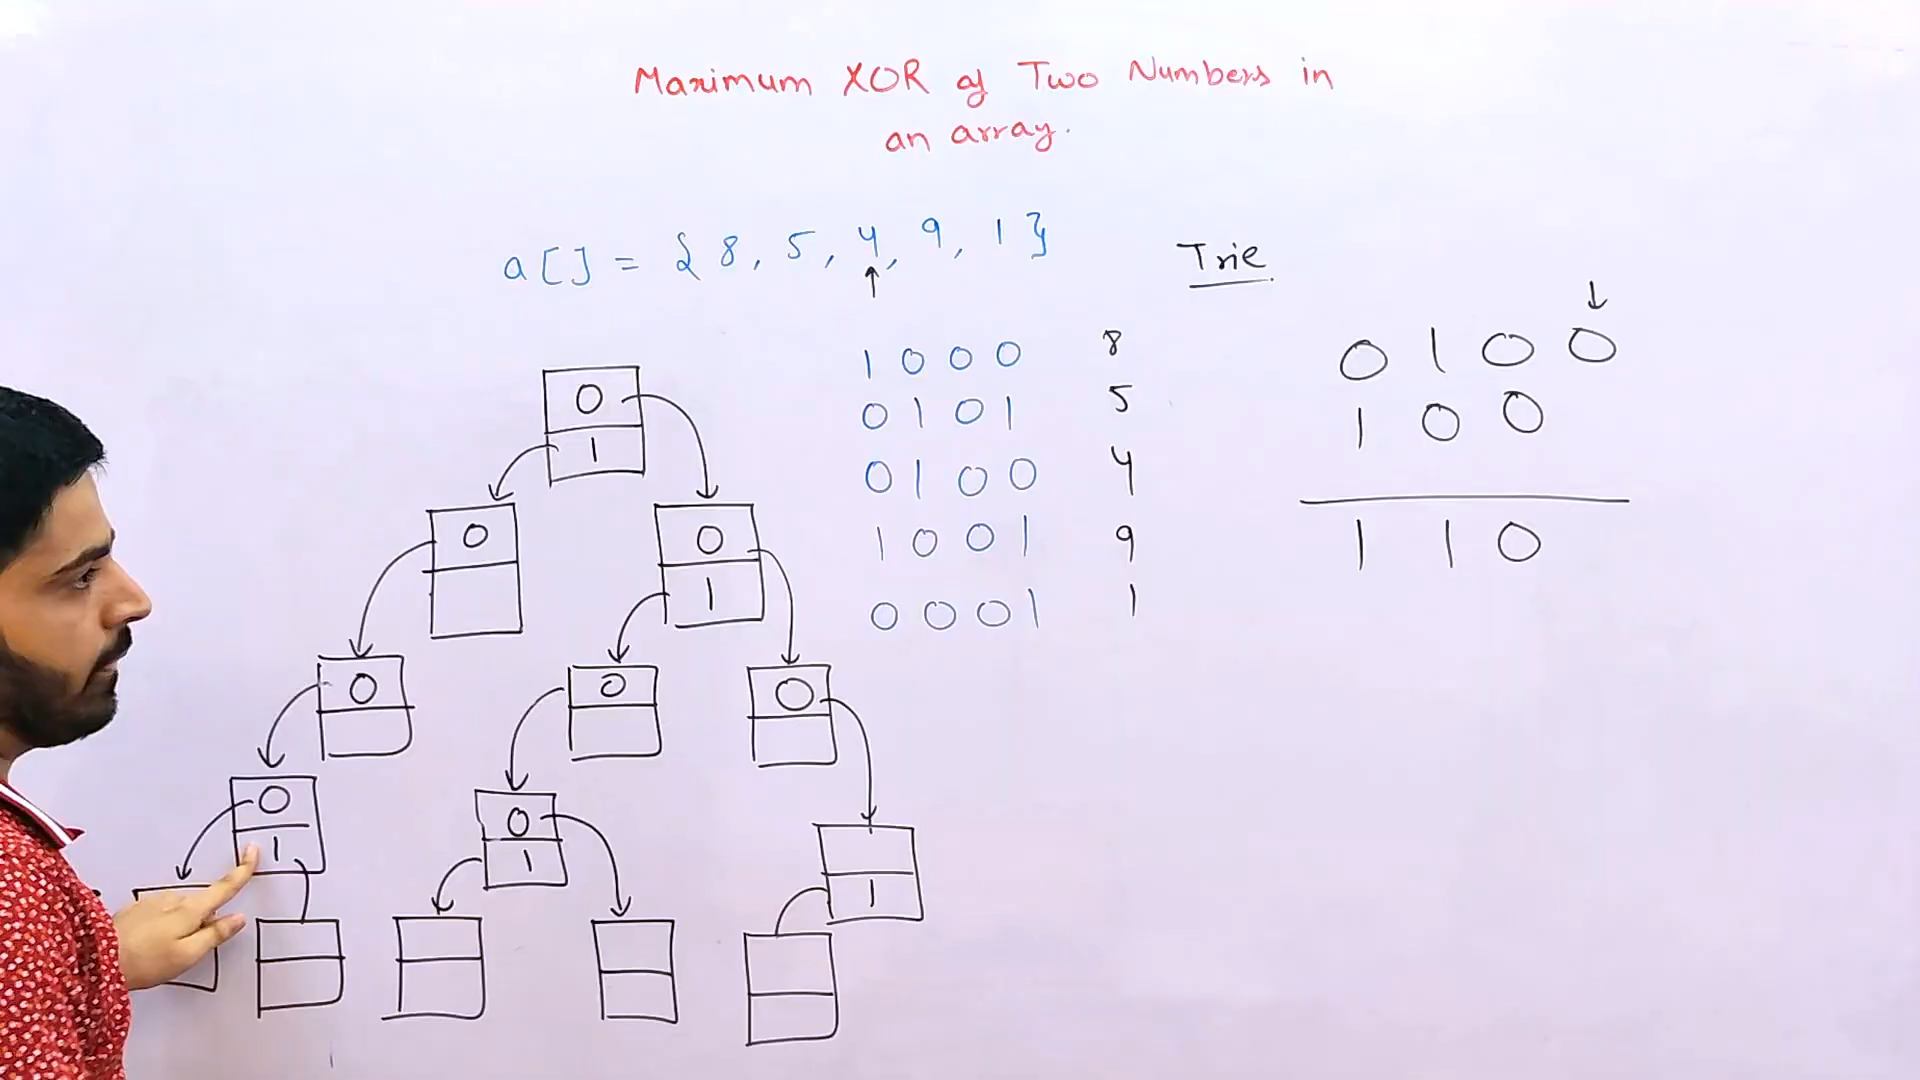 Maximum XOR of Two Numbers in
an array.
a[] = { 8, 5, 4, 9, 1 }
Trie
↑
↓
1 0 0 0 8
0 1 0 1 5
0 1 0 0 4
1 0 0 1 9
0 0 0 1 1
0 1 0 0
1 0 0
1 1 0
0
1
0 0
1
0 0 0
0 0
1 1 1